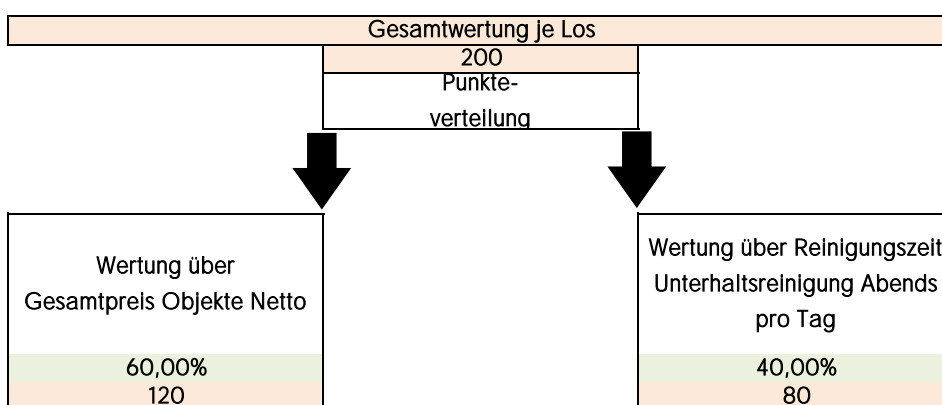 Gesamtwertung je Los
200
Punkte-
verteilung
Wertung über
Gesamtpreis Objekte Netto
60,00%
120
Wertung über Reinigungszeit
Unterhaltsreinigung Abends
pro Tag
40,00%
80